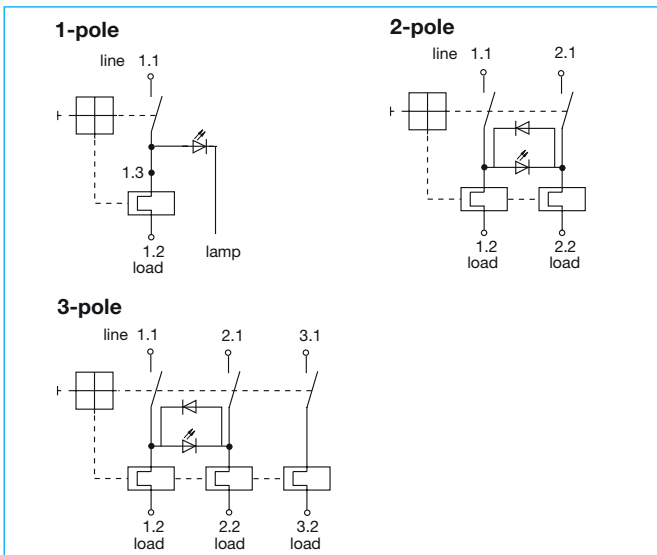 1-pole
line 1.1
1.3
1.2
load
lamp
2-pole
line 1.1 2.1
1.2 2.2
load load
3-pole
line 1.1 2.1 3.1
1.2 2.2 3.2
load load load